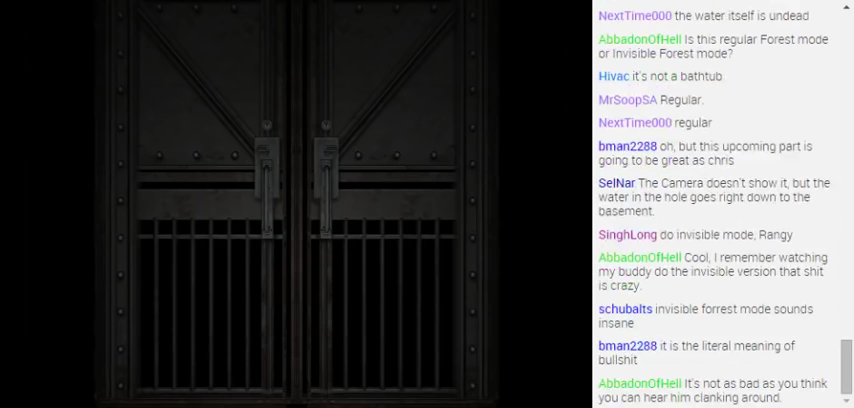 NextTime000 the water itself is undead
AbbadonOfHell Is this regular Forest mode
or Invisible Forest mode?
Hivac it's not a bathtub
MrSoopSA Regular.
NextTime000 regular
bman2288 oh, but this upcoming part is
going to be great as chris
SelNar The Camera doesn't show it, but the
water in the hole goes right down to the
basement.
SinghLong do invisible mode, Rangy
AbbadonOfHell Cool, I remember watching
my buddy do the invisible version that shit
is crazy.
schubalts invisible forrest mode sounds
insane
bman2288 it is the literal meaning of
bullshit
AbbadonOfHell It's not as bad as you think
you can hear him clanking around.